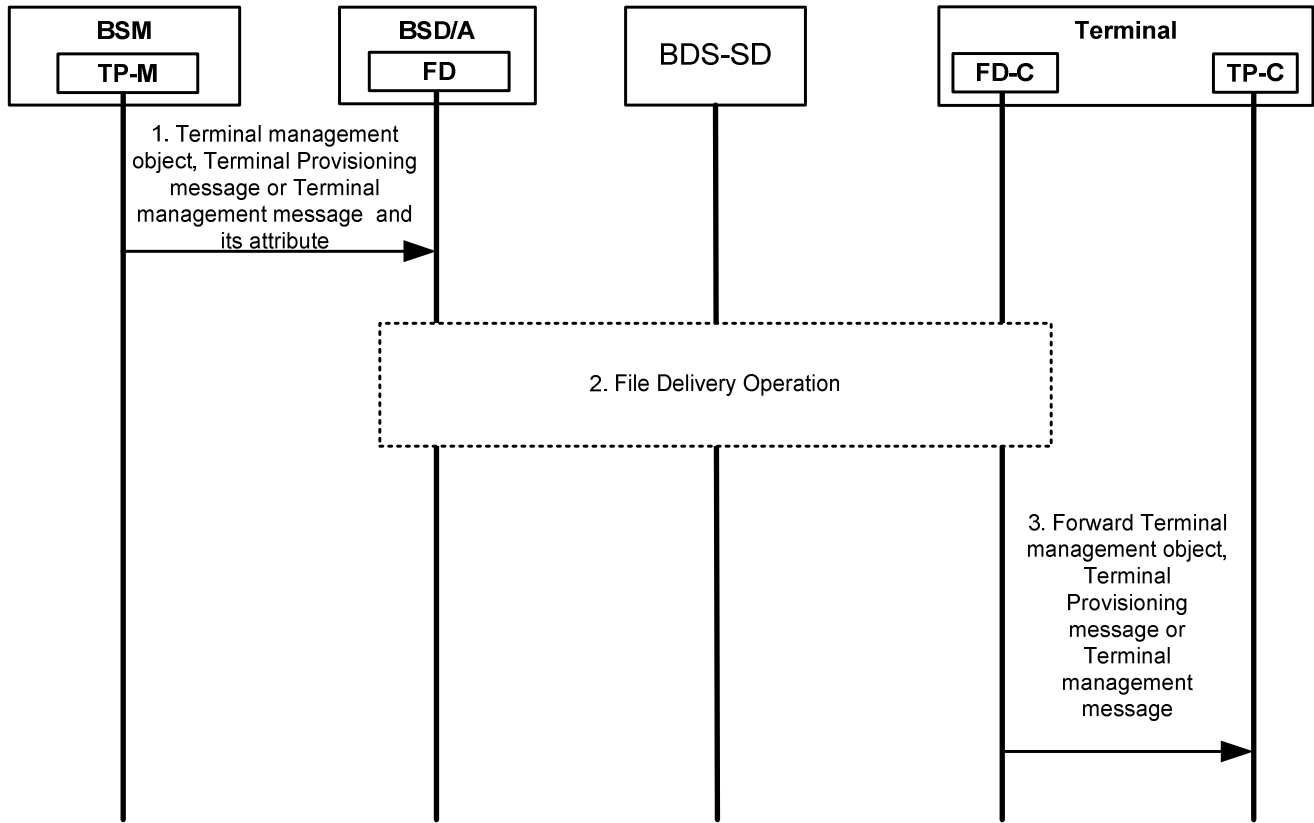 BSM
TP-M
BSD/A
FD
BDS-SD
Terminal
FD-C
TP-C
1. Terminal management
object, Terminal Provisioning
message or Terminal
management message and
its attribute
2. File Delivery Operation
3. Forward Terminal
management object,
Terminal
Provisioning
message or
Terminal
management
message